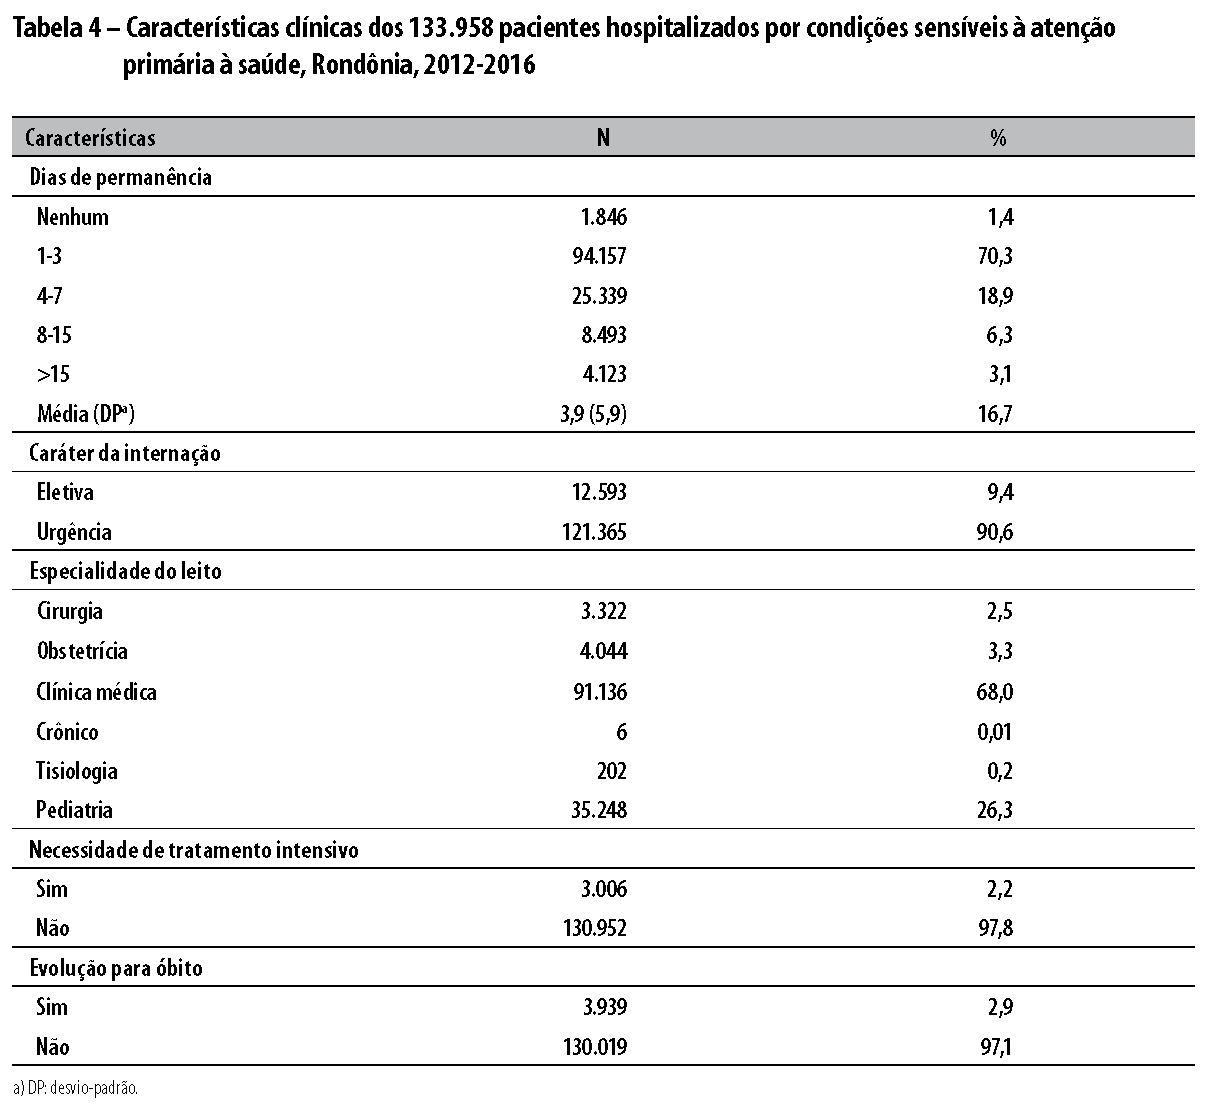 Tabela 4 – Características clínicas dos 133.958 pacientes hospitalizados por condições sensíveis à atenção
primária à saúde, Rondônia, 2012-2016
Características N %
Dias de permanência
Nenhum 1.846 1,4
1-3 94.157 70,3
4-7 25.339 18,9
8-15 8.493 6,3
>15 4.123 3,1
Média (DPª) 3,9 (5,9) 16,7
Caráter da internação
Eletiva 12.593 9,4
Urgência 121.365 90,6
Especialidade do leito
Cirurgia 3.322 2,5
Obstetrícia 4.044 3,3
Clínica médica 91.136 68,0
Crônico 6 0,01
Tisiologia 202 0,2
Pediatria 35.248 26,3
Necessidade de tratamento intensivo
Sim 3.006 2,2
Não 130.952 97,8
Evolução para óbito
Sim 3.939 2,9
Não 130.019 97,1
a) DP: desvio-padrão.